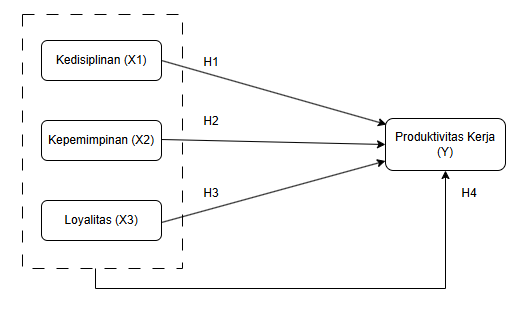 Kedisiplinan (X1)
H1
H2
Kepemimpinan (X2)
Produktivitas Kerja
(Y)
H3
H4
Loyalitas (X3)